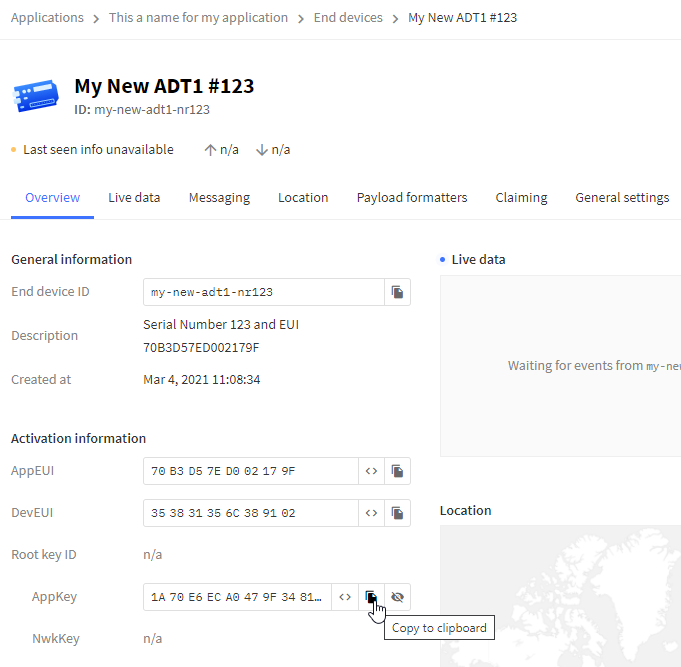 Applications > This a name for my application > End devices > My New ADT1 #123
My New ADT1 #123
ID: my-new-adt1-nr123
Last seen info unavailable ↑ n/a ↓ n/a
Overview Live data Messaging Location Payload formatters Claiming General settings
General information
End device ID my-new-adt1-nr123
Description Serial Number 123 and EUI
70B3D57ED002179F
Created at Mar 4, 2021 11:08:34
Activation information
AppEUI 70 B3 D5 7E D0 02 17 9F <>
DevEUI 35 38 31 35 6C 38 91 02 <>
Root key ID n/a
AppKey 1A 70 E6 EC A0 47 9F 34 81… <>
Copy to clipboard
NwkKey n/a
Live data
Waiting for events from my-new
Location